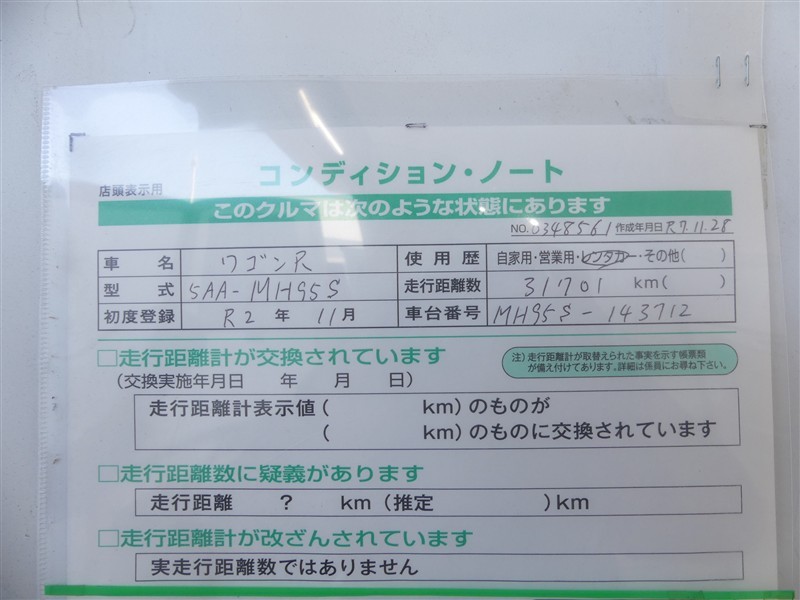 コンディション・ノート
店頭表示用
このクルマは次のような状態にあります
NO. 0348561 作成年月日 R7.11.28
車名 ワゴンR 使用歴 自家用・営業用・レンタカー・その他( )
型式 5AA-MH95S 走行距離数 31701 km( )
初度登録 R2年 11月 車台番号 MH95S-143712
□走行距離計が交換されています
注)走行距離計が取替えられた事実を示す帳票類
が備え付けてあります。詳細は係員にお尋ね下さい。
(交換実施年月日 年 月 日)
走行距離計表示値( km)のものが
( km)のものに交換されています
□走行距離数に疑義があります
走行距離 ? km(推定 )km
□走行距離計が改ざんされています
実走行距離数ではありません